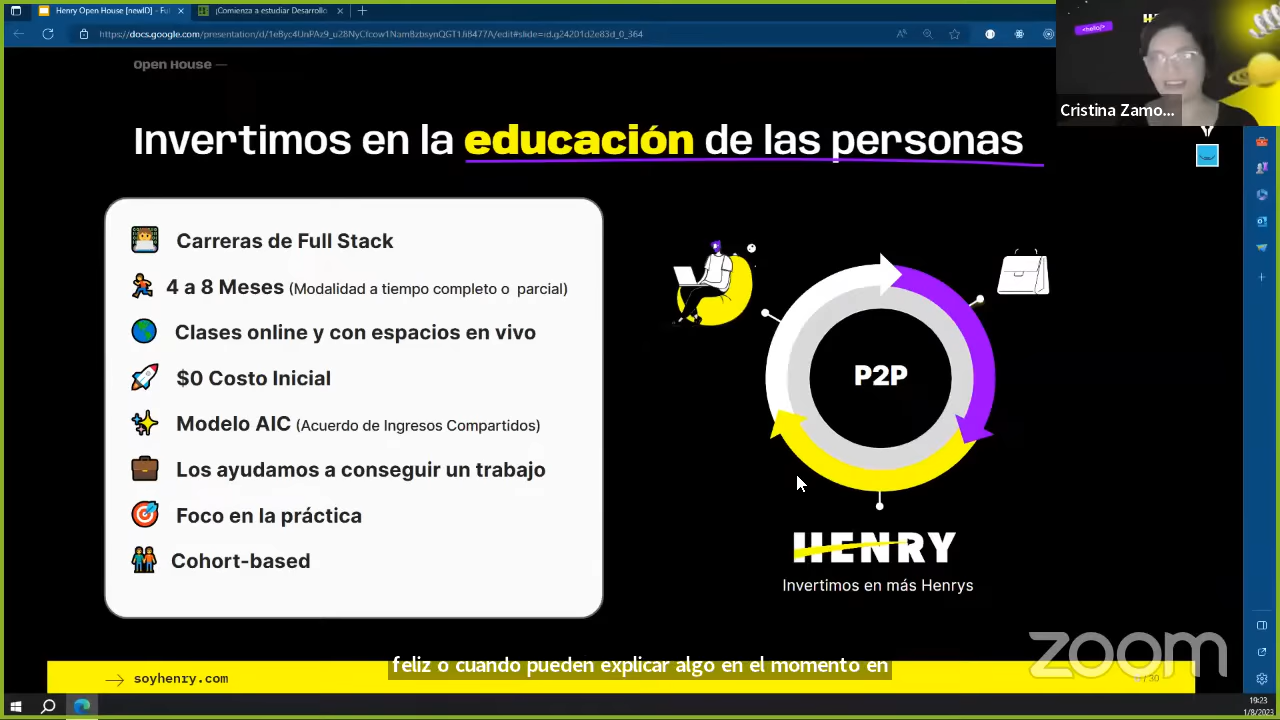 Henry Open House [newID] - Fu
¡Comienza a estudiar Desarrollo
https://docs.google.com/presentation/d/1eByc4UnPAz9_u28NyCfcow1NamBzbsynQGT1Ji8477A/edit#slide=id.g24201d2e83d_0_364
Cristina Zamo...
Open House —
Invertimos en la educación de las personas
Carreras de Full Stack
4 a 8 Meses (Modalidad a tiempo completo o parcial)
Clases online y con espacios en vivo
$0 Costo Inicial
Modelo AIC (Acuerdo de Ingresos Compartidos)
Los ayudamos a conseguir un trabajo
Foco en la práctica
Cohort-based
P2P
HENRY
Invertimos en más Henrys
zoom
feliz o cuando pueden explicar algo en el momento en
soyhenry.com
/ 30
19:23
1/8/2023